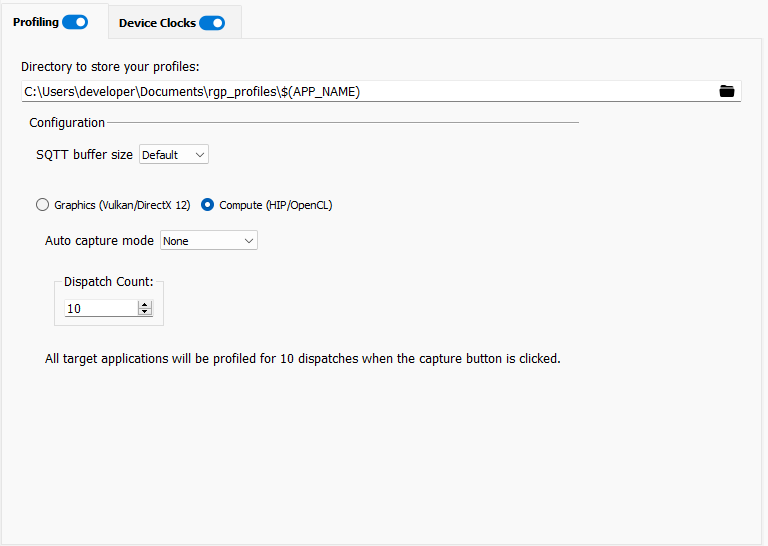 Profiling
Device Clocks
Directory to store your profiles:
C:\Users\developer\Documents\rgp_profiles\$(APP_NAME)
Configuration
SQTT buffer size Default
Graphics (Vulkan/DirectX 12) Compute (HIP/OpenCL)
Auto capture mode None
Dispatch Count:
10
All target applications will be profiled for 10 dispatches when the capture button is clicked.